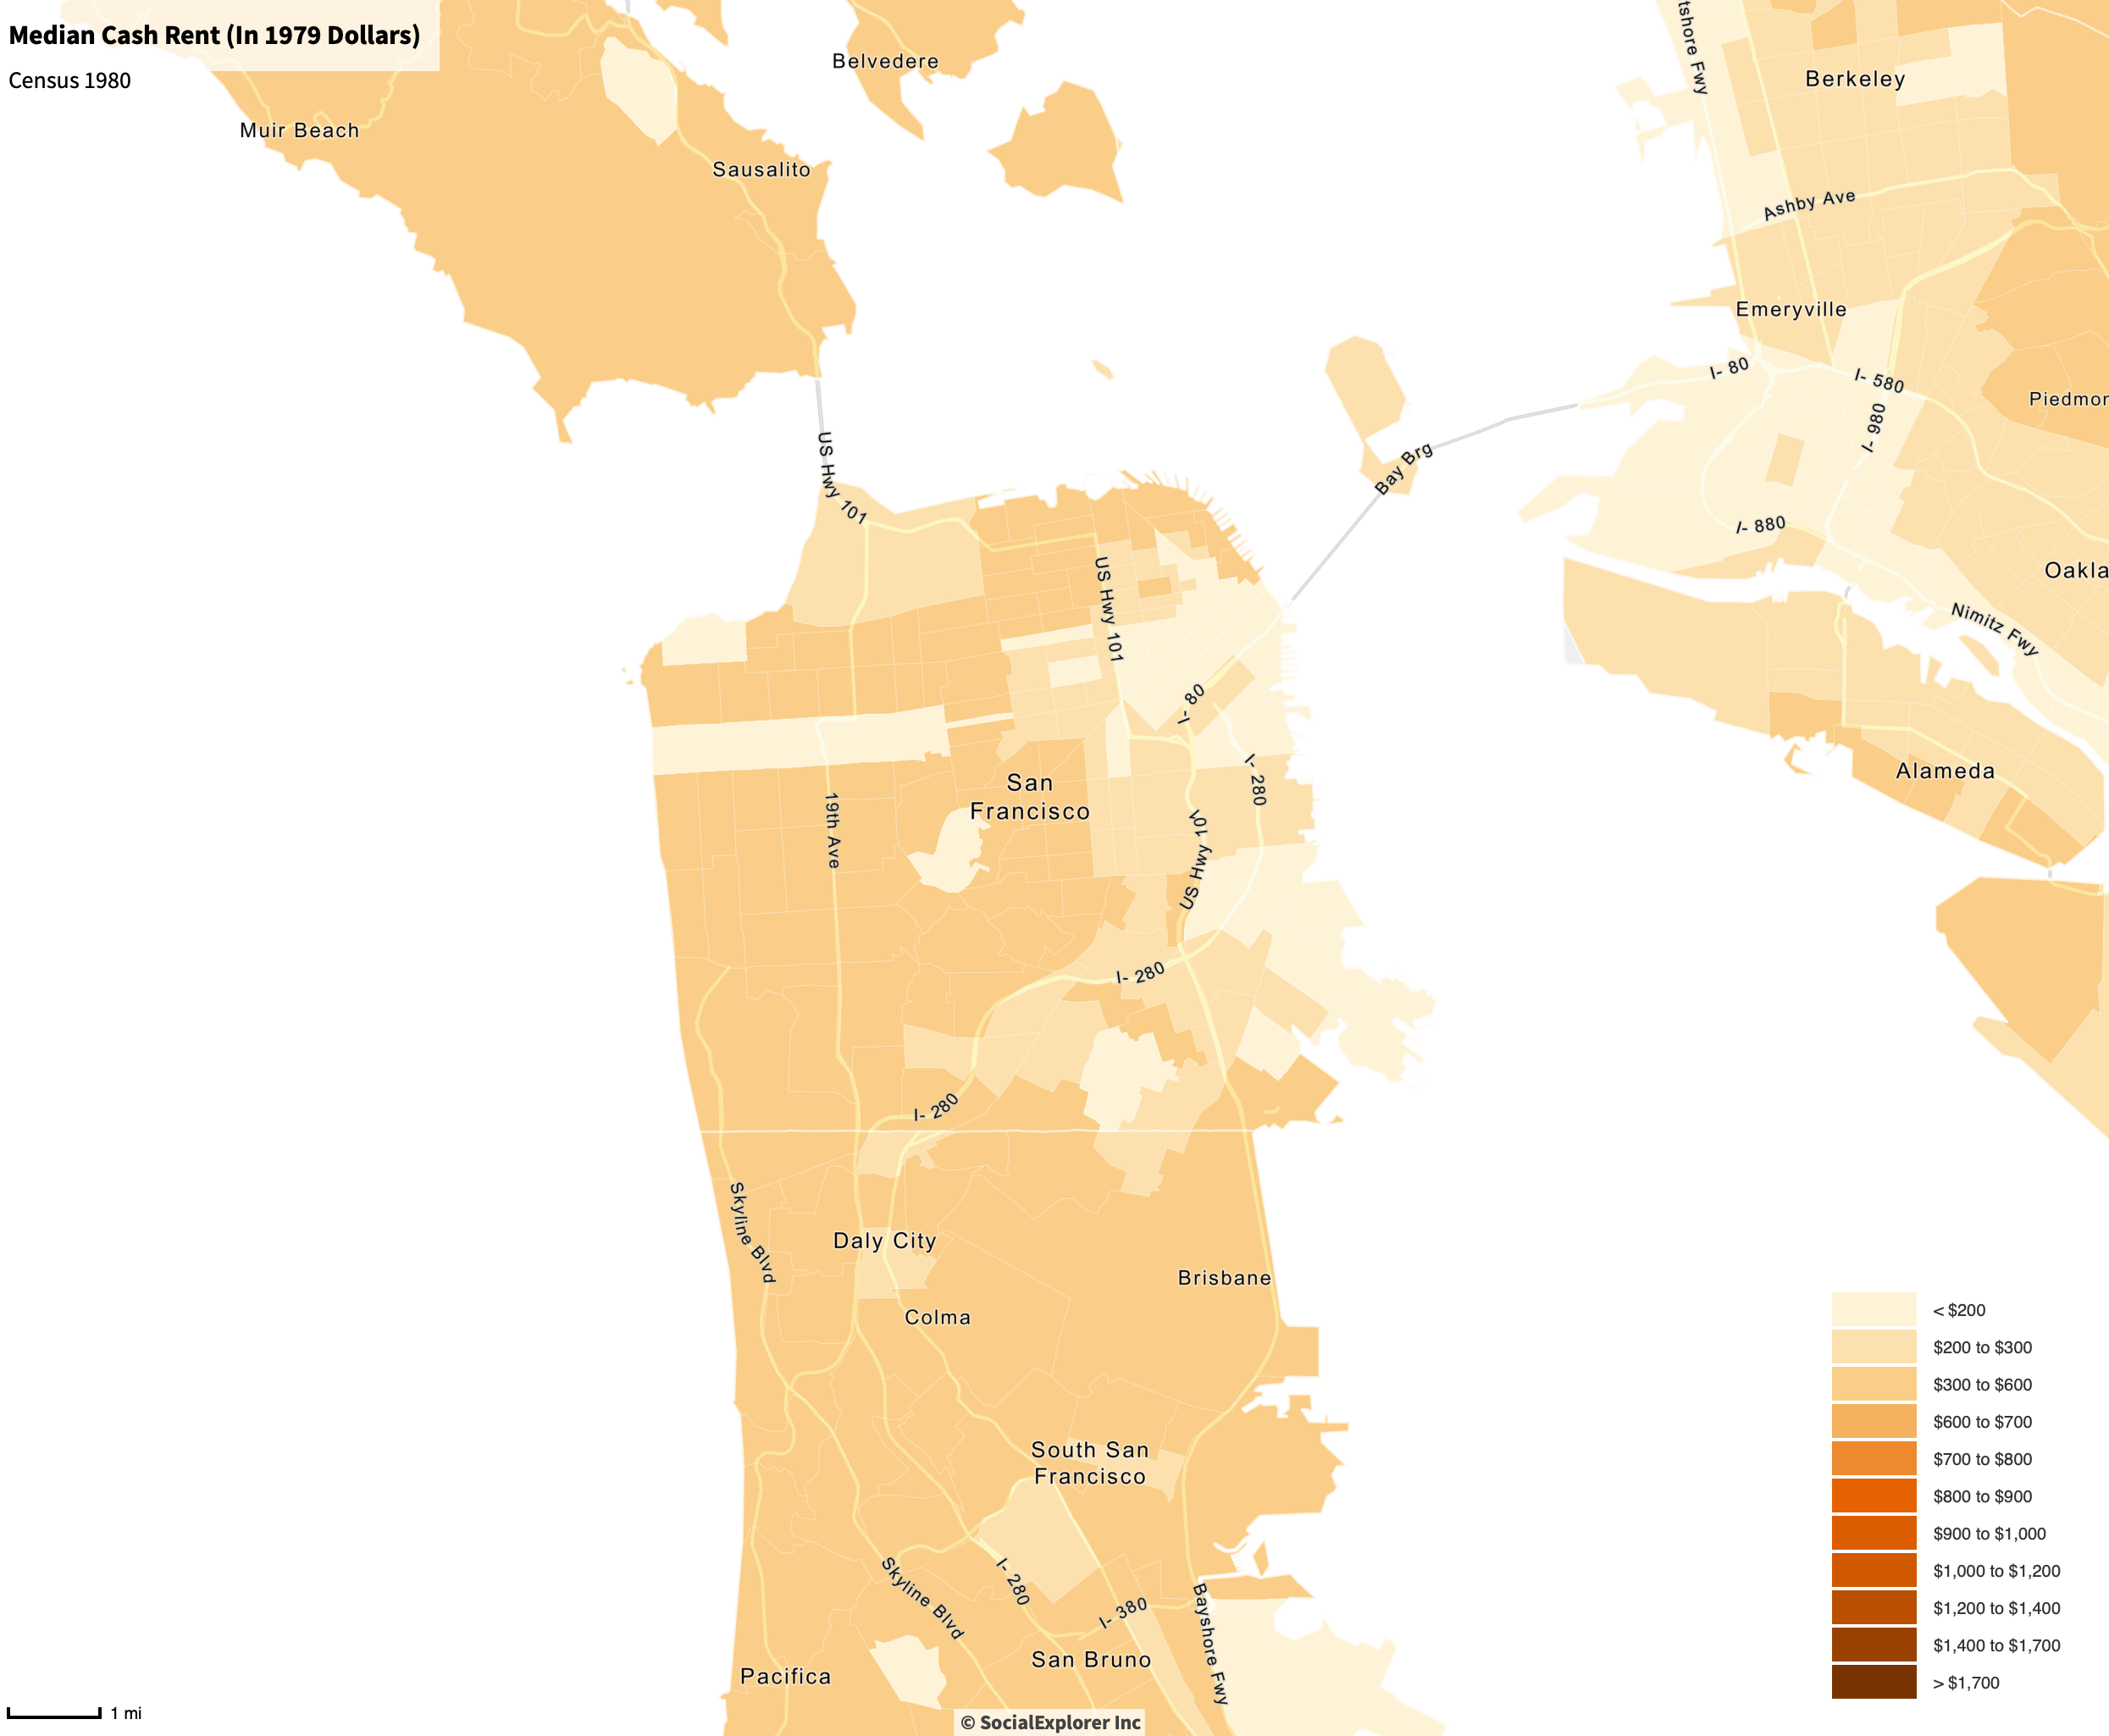 Median Cash Rent (In 1979 Dollars)
Census 1980
Belvedere
tshore Fwy
Berkeley
Muir Beach
Sausalito
Ashby Ave
Emeryville
I- 80
I- 580
Piedmor
I- 980
US Hwy 101
Bay Brg
I- 880
Oakla
US Hwy 101
Nimitz Fwy
I- 80
Alameda
San
Francisco
19th Ave
I- 280
US Hwy 101
I- 280
I- 280
Skyline Blvd
Daly City
Brisbane
Colma
South San
Francisco
Skyline Blvd
I- 280
I- 380
Bayshore Fwy
San Bruno
Pacifica
< $200
$200 to $300
$300 to $600
$600 to $700
$700 to $800
$800 to $900
$900 to $1,000
$1,000 to $1,200
$1,200 to $1,400
$1,400 to $1,700
> $1,700
1 mi
© SocialExplorer Inc